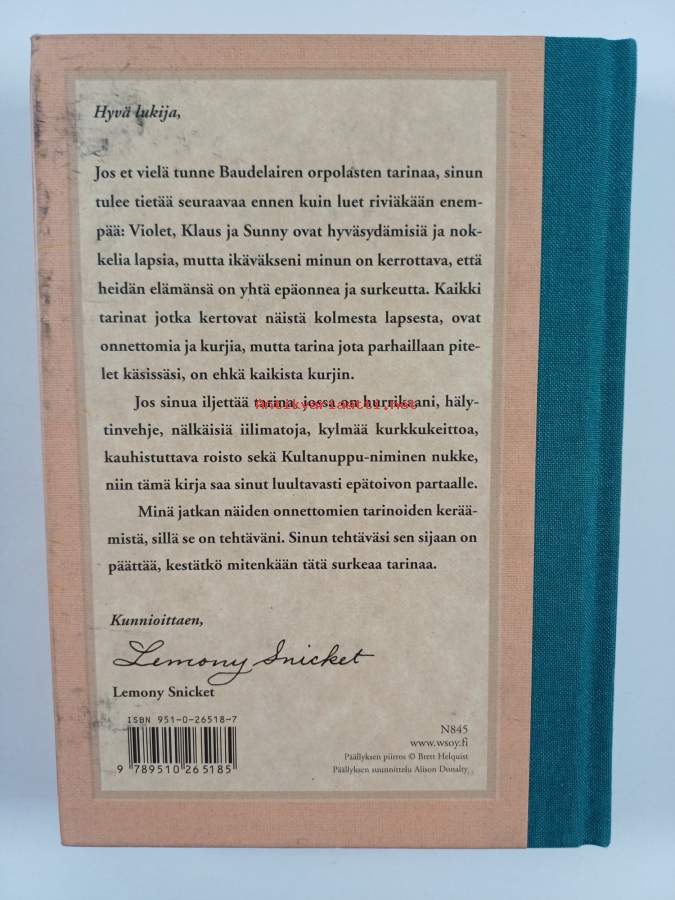 Hyvä lukija,
Jos et vielä tunne Baudelairen orpolasten tarinaa, sinun
tulee tietää seuraavaa ennen kuin luet riviäkään enem-
pää: Violet, Klaus ja Sunny ovat hyväsydämisiä ja nok-
kelia lapsia, mutta ikäväkseni minun on kerrottava, että
heidän elämänsä on yhtä epäonnea ja surkeutta. Kaikki
tarinat jotka kertovat näistä kolmesta lapsesta, ovat
onnettomia ja kurjia, mutta tarina jota parhaillaan pite-
let käsissäsi, on ehkä kaikista kurjin.
Jos sinua iljettää tarina, jossa on hurrikaani, häly-
Antikvariaatti.net
tinvehje, nälkäisiä iilimatoja, kylmää kurkkukeittoa,
kauhistuttava roisto sekä Kultanuppu-niminen nukke,
niin tämä kirja saa sinut luultavasti epätoivon partaalle.
Minä jatkan näiden onnettomien tarinoiden kerää-
mistä, sillä se on tehtäväni. Sinun tehtäväsi sen sijaan on
päättää, kestätkö mitenkään tätä surkeaa tarinaa.
Kunnioittaen,
Lemony Snicket
Lemony Snicket
ISBN 951-0-26518-7
9 789510 265185
N845
www.wsoy.fi
Päällyksen piirros © Brett Helquist
Päällyksen suunnittelu Alison Donalty